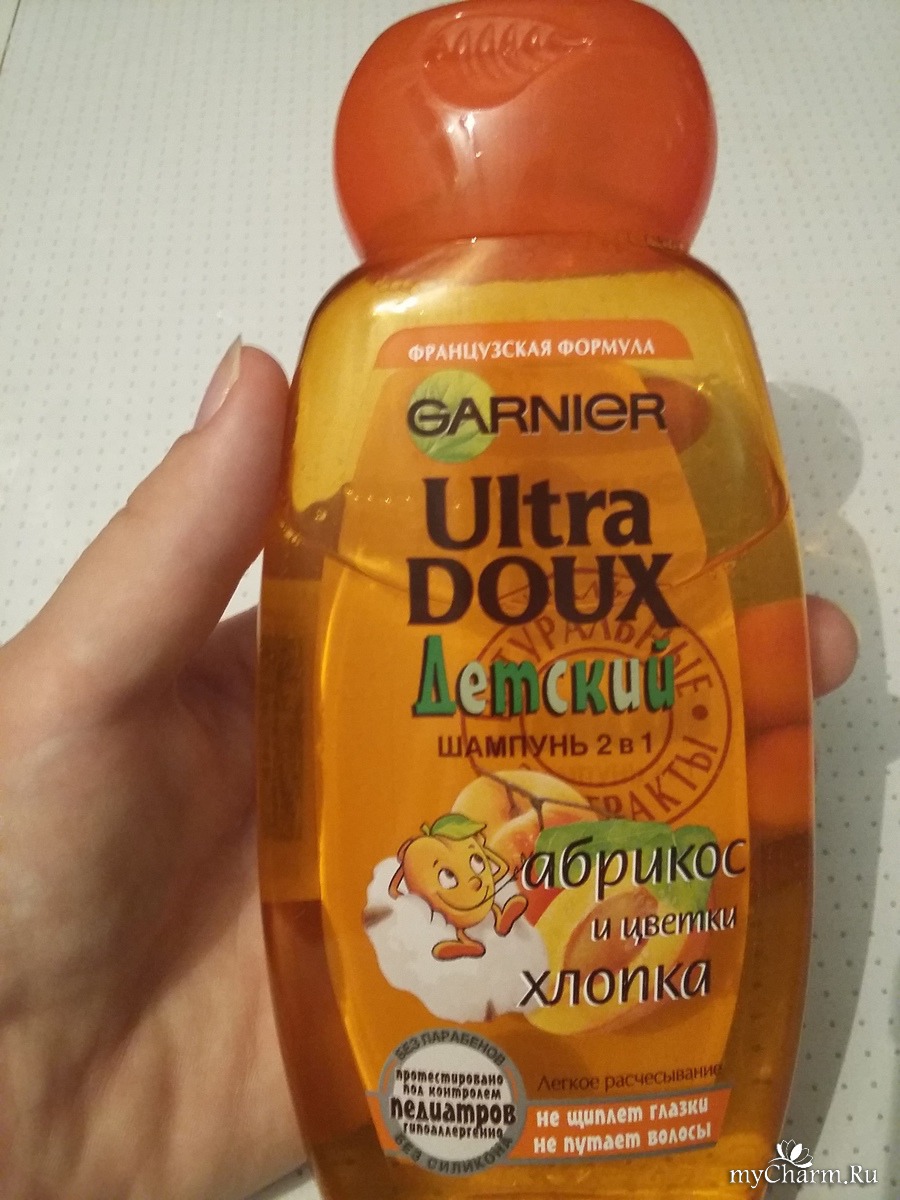 ФРАНЦУЗСКАЯ ФОРМУЛА
GARNIER
Ultra
DOUX
Детский
ШАМПУНЬ 2 в 1
абрикос
и цветки
хлопка
БЕЗ ПАРАБЕНОВ
протестировано
под контролем
педиатров
гипоаллергенно
БЕЗ СИЛИКОНА
Легкое расчесывание
не щиплет глазки
не путает волосы
myCharm.Ru